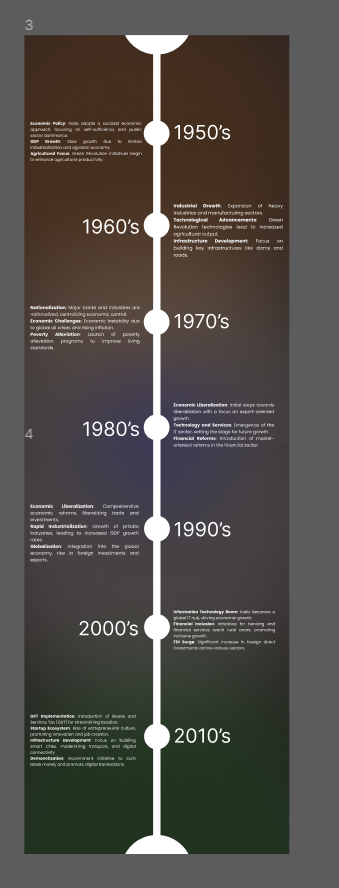 3
Economic Policy: India adopts a socialist economic
approach, focusing on self-sufficiency and public
sector dominance.
GDP Growth: Slow growth due to limited
industrialization and agrarian economy.
Agricultural Focus: Green Revolution initiatives begin
to enhance agricultural productivity.
1950's
1960's
Industrial Growth: Expansion of heavy
industries and manufacturing sectors.
Technological Advancements: Green
Revolution technologies lead to increased
agricultural output.
Infrastructure Development: Focus on
building key infrastructures like dams and
roads.
Nationalization: Major banks and industries are
nationalised, centralising economic control.
Economic Challenges: Economic instability due
to global oil crises and rising inflation.
Poverty Alleviation: Launch of poverty
alleviation programs to improve living
standards.
1970's
4
1980's
Economic Liberalization: Initial steps towards
liberalization with a focus on export-oriented
growth.
Technology and Services: Emergence of the
IT sector, setting the stage for future growth.
Financial Reforms: Introduction of market-
oriented reforms in the financial sector.
Economic Liberalization: Comprehensive
economic reforms, liberalizing trade and
investments.
Rapid Industrialization: Growth of private
industries, leading to increased GDP growth
rates.
Globalization: Integration into the global
economy, rise in foreign investments and
exports.
1990's
2000's
Information Technology Boom: India becomes a
global IT hub, driving economic growth.
Financial Inclusion: Initiatives for banking and
financial services reach rural areas, promoting
inclusive growth.
FDI Surge: Significant increase in foreign direct
investments across various sectors.
GST Implementation: Introduction of Goods and
Services Tax (GST) for streamlining taxation.
Startup Ecosystem: Rise of entrepreneurial culture,
promoting innovation and job creation.
Infrastructure Development: Focus on building
smart cities, modernizing transport, and digital
connectivity.
Demonetization: Government initiative to curb
black money and promote digital transactions.
2010's